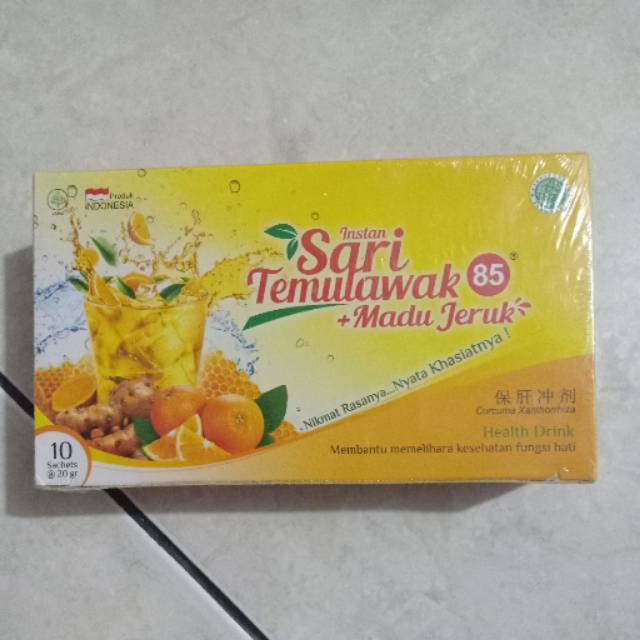 Produk
INDONESIA
Instan
Sari
Temulawak 85 ®
+Madu Jeruk
Nikmat Rasanya...Nyata Khasiatnya !
保肝冲剂
Curcuma Xanthorrhiza
Health Drink
Membantu memelihara kesehatan fungsi hati
10
Sachets
@ 20 gr